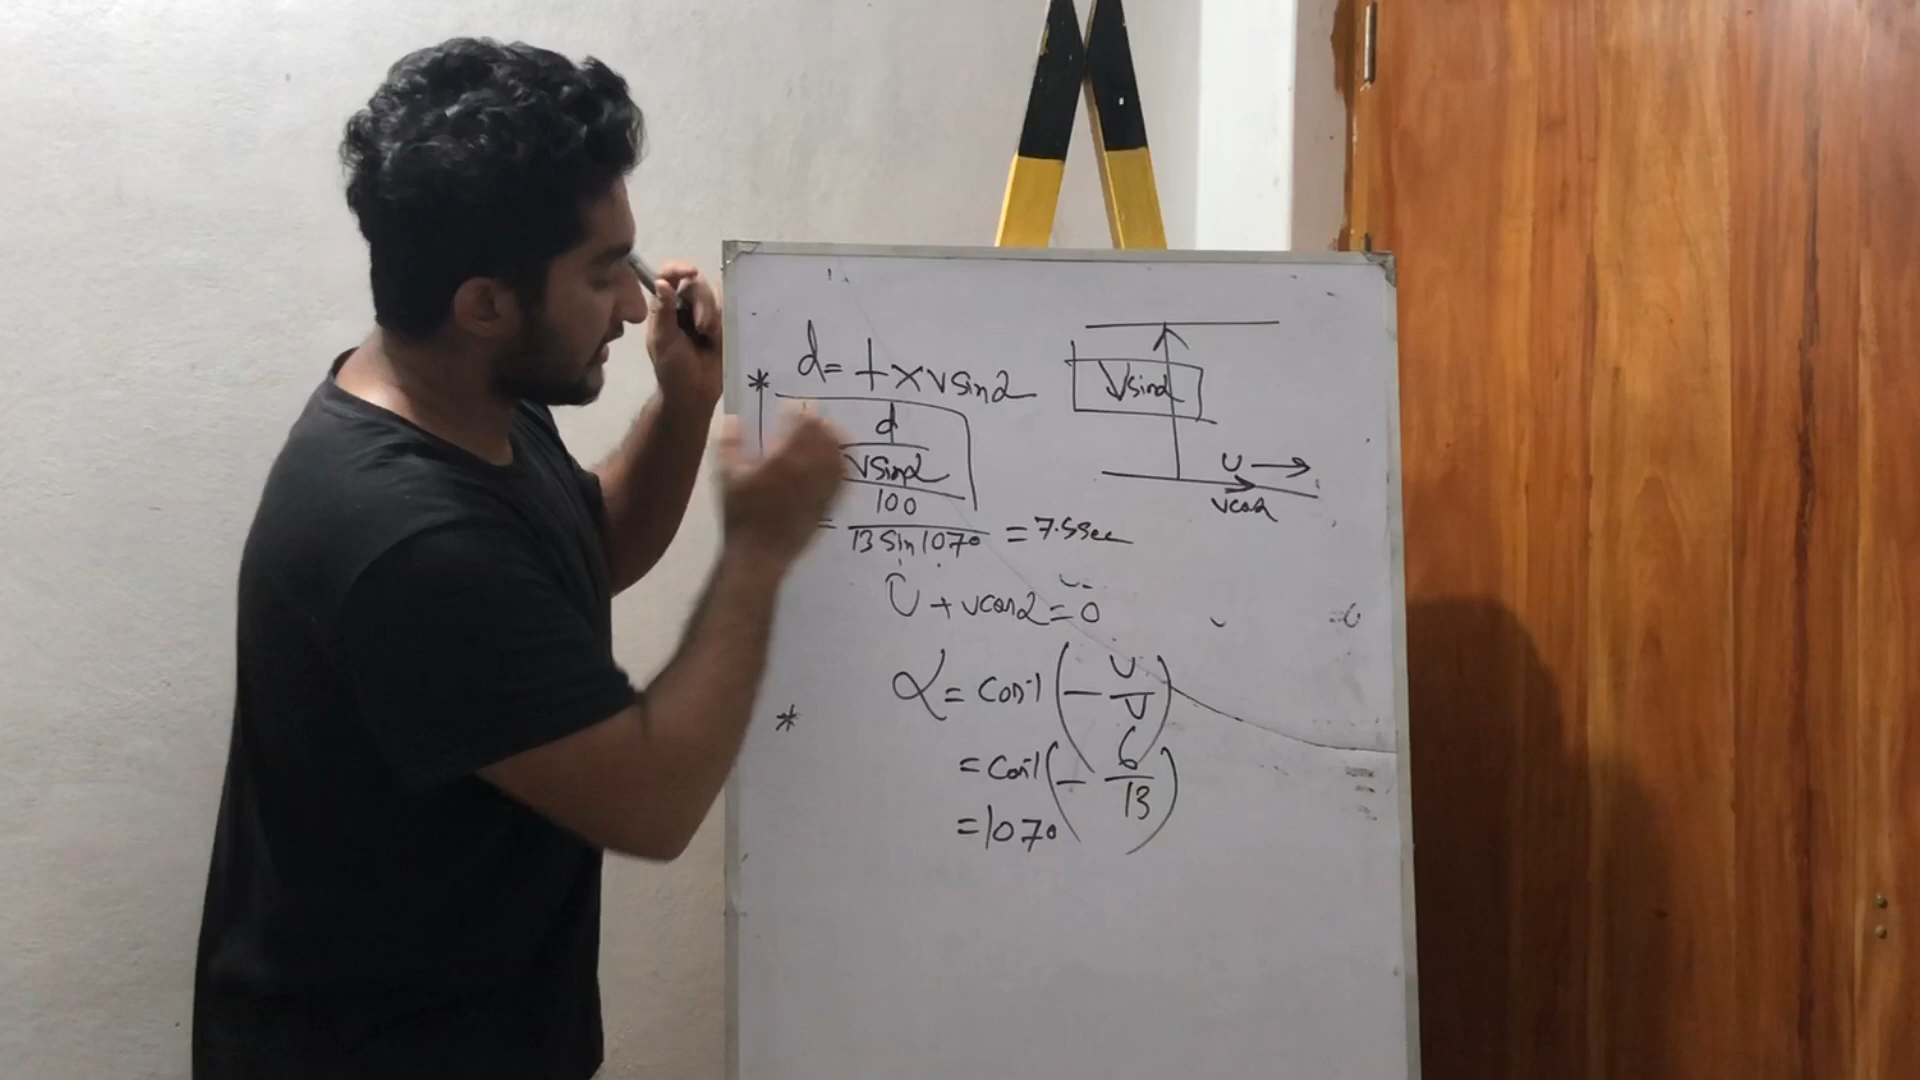 * d = t × v sin α
d
v sin α
= 100 / 13 sin 107° = 7.5 Sec
U + v cos α = 0
α = cos-1 (- U / V)
*
= cos-1 (- 6 / 13)
= 107°
V sin α
U →
v cos α